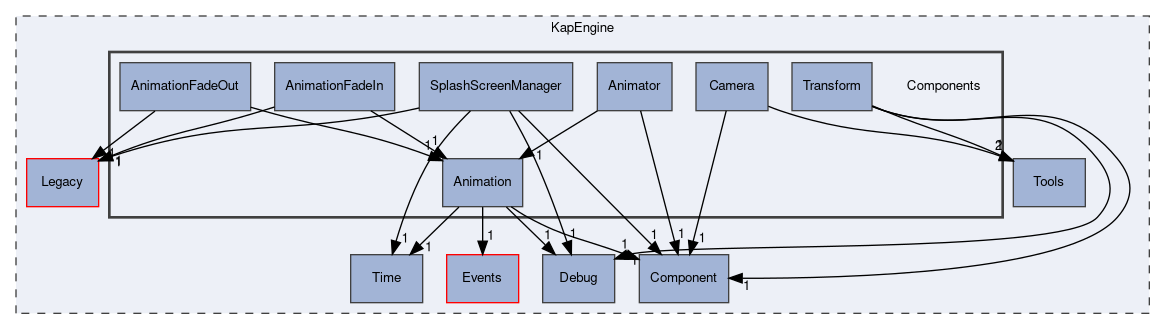 KapEngine
AnimationFadeOut
AnimationFadeIn
SplashScreenManager
Animator
Camera
Transform
Components
1
1
1
1
1
1
2
Legacy
Animation
Tools
1
1
1
1
1
1
1
1
1
1
1
Time
Events
Debug
Component
1